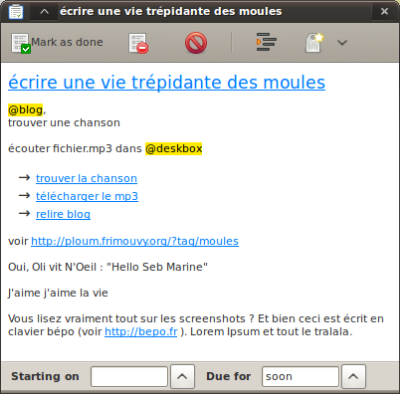 écrire une vie trépidante des moules
Mark as done
écrire une vie trépidante des moules
@blog,
trouver une chanson
écouter fichier.mp3 dans @deskbox
→ trouver la chanson
→ télécharger le mp3
→ relire blog
voir http://ploum.frimouvy.org/?tag/moules
Oui, Oli vit N'Oeil : "Hello Seb Marine"
J'aime j'aime la vie
Vous lisez vraiment tout sur les screenshots ? Et bien ceci est écrit en
clavier bépo (voir http://bepo.fr ). Lorem Ipsum et tout le tralala.
Starting on
Due for soon